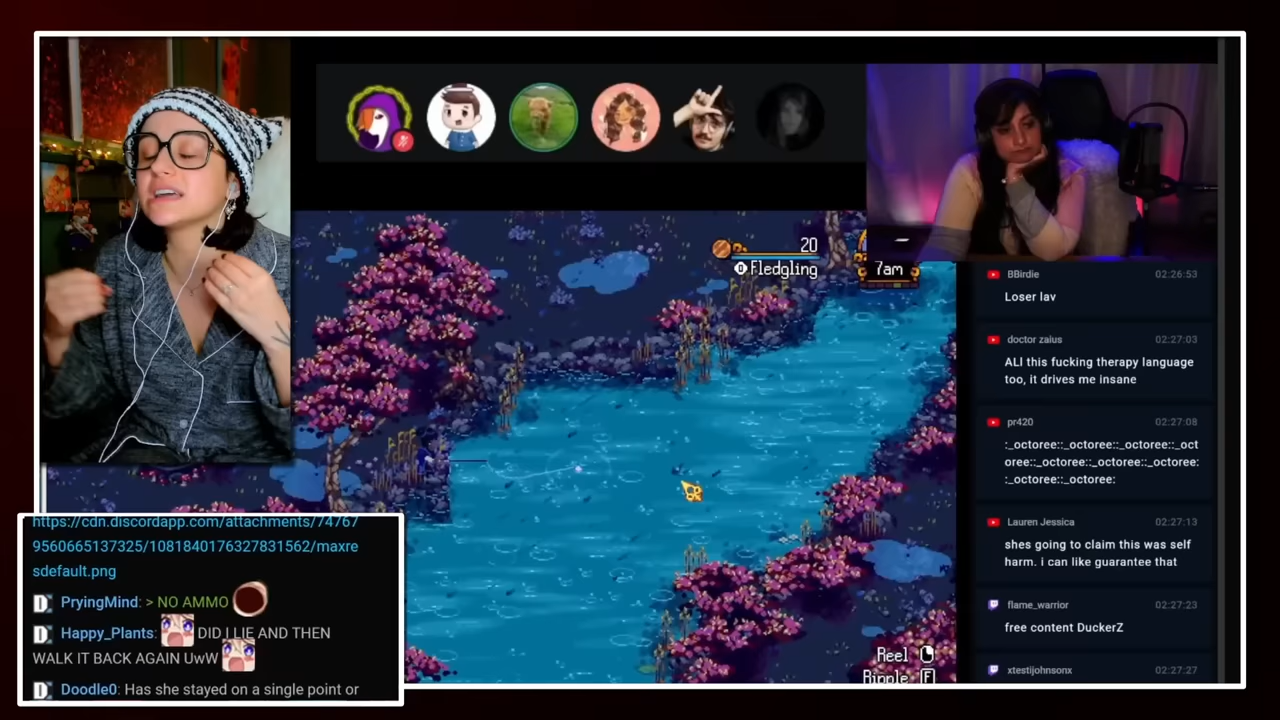 20
Fledgling
7am
Reel
Ripple [F]
BBirdie 02:26:53
Loser lav
doctor zaius 02:27:03
ALl this fucking therapy language
too, it drives me insane
pr420 02:27:08
:_octoree::_octoree::_octoree::_oct
oree::_octoree::_octoree::_octoree:
:_octoree::_octoree:
Lauren Jessica 02:27:13
shes going to claim this was self
harm. i can like guarantee that
flame_warrior 02:27:23
free content DuckerZ
xtestijohnsonx 02:27:27
https://cdn.discordapp.com/attachments/74767
9560665137325/1081840176327831562/maxre
sdefault.png
PryingMind: > NO AMMO
Happy_Plants: DID I LIE AND THEN
WALK IT BACK AGAIN UwW
Doodle0: Has she stayed on a single point or